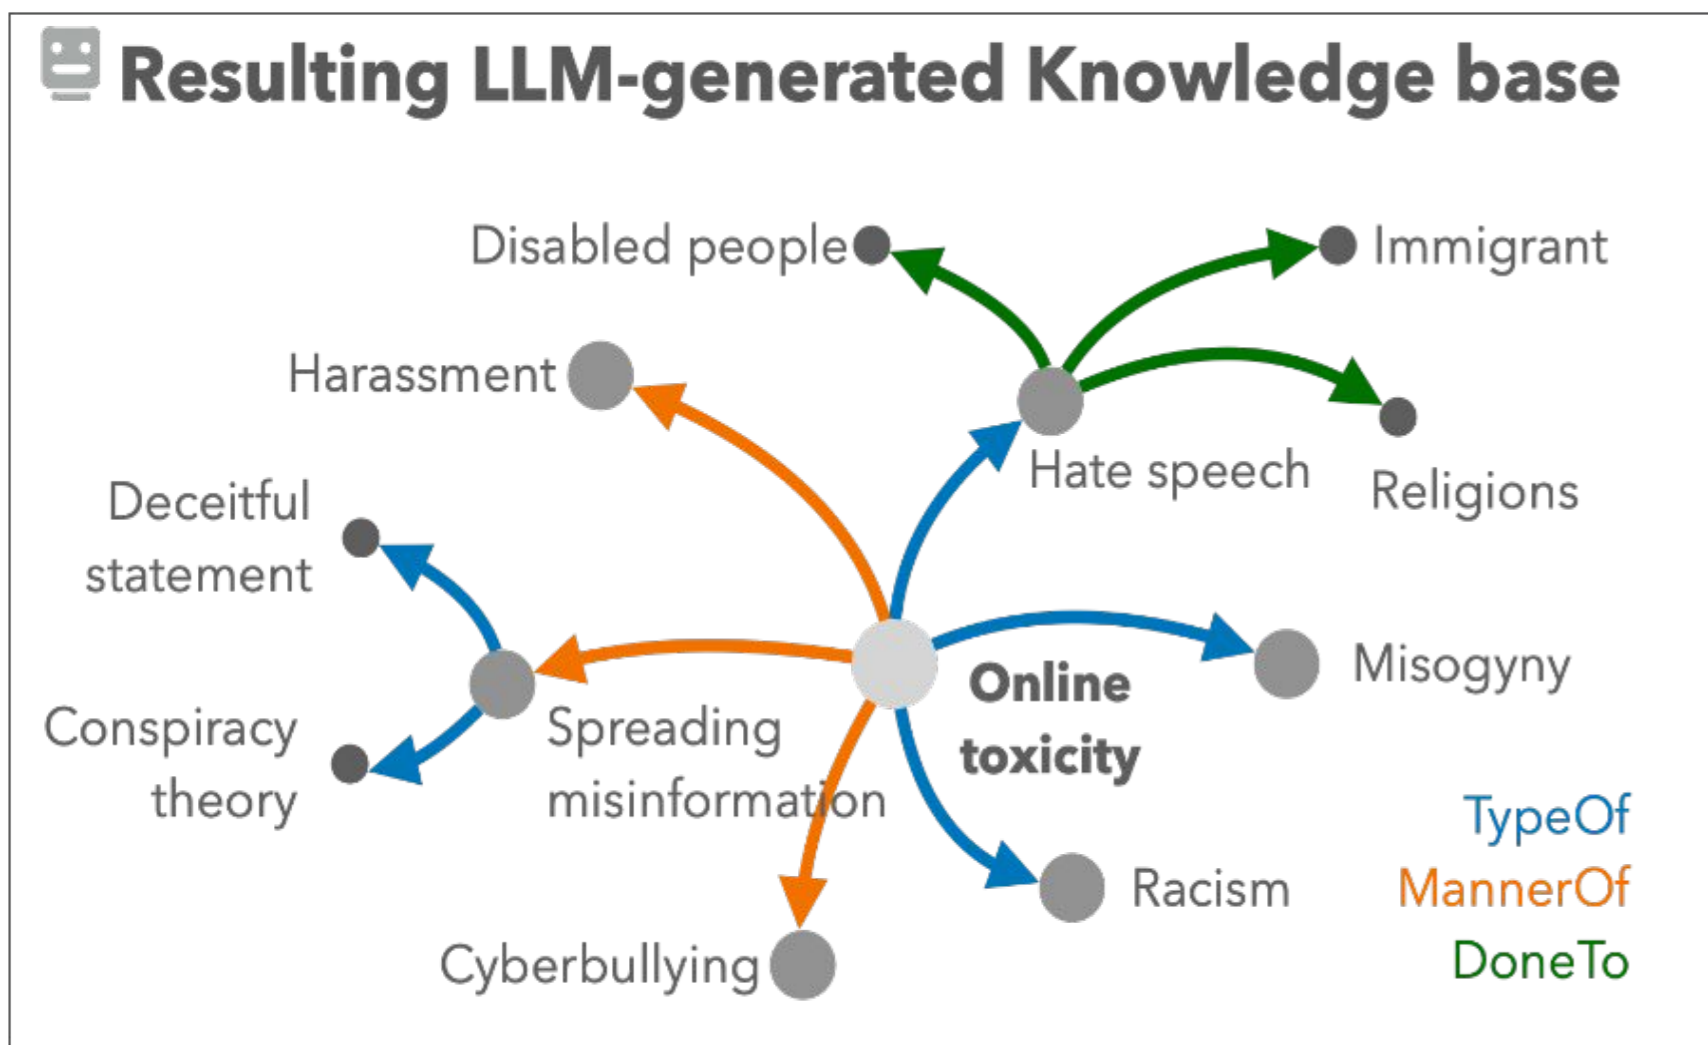 Resulting LLM-generated Knowledge base
Disabled people
Immigrant
Harassment
Hate speech
Religions
Deceitful
statement
Spreading
misinformation
Conspiracy
theory
Online
toxicity
Misogyny
Racism
Cyberbullying
TypeOf
MannerOf
DoneTo